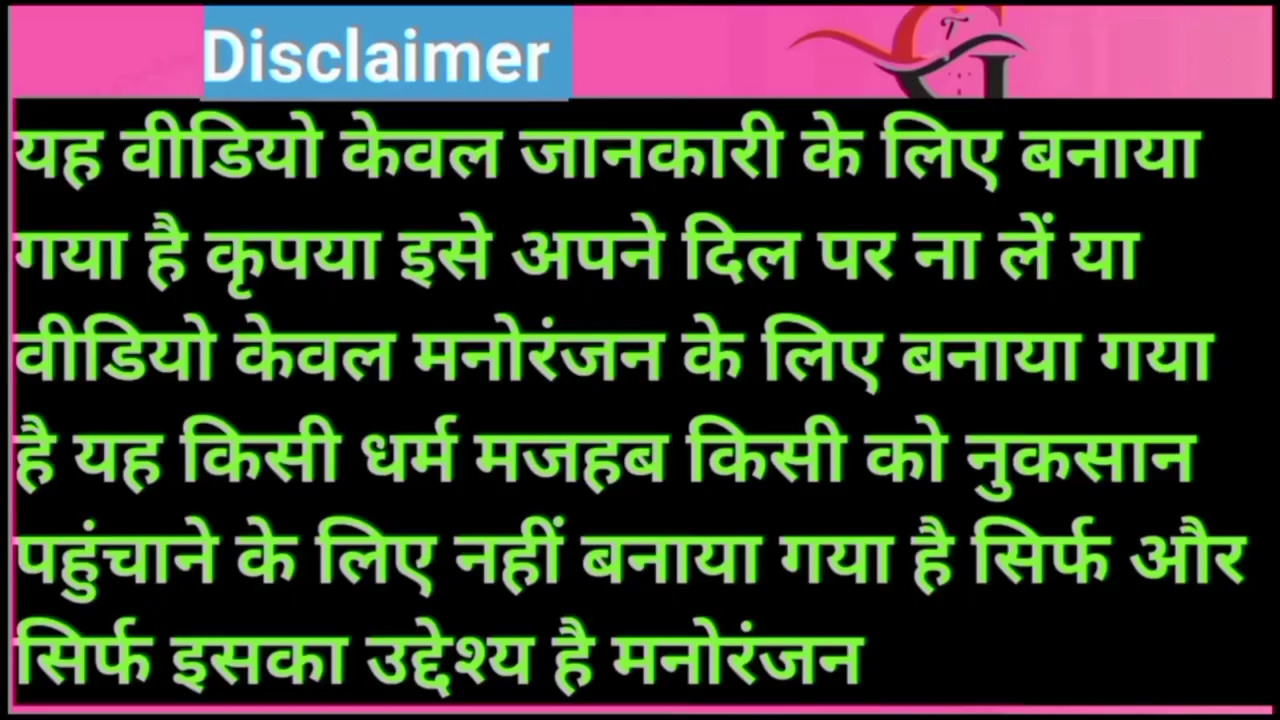 Disclaimer
यह वीडियो केवल जानकारी के लिए बनाया
गया है कृपया इसे अपने दिल पर ना लें या
वीडियो केवल मनोरंजन के लिए बनाया गया
है यह किसी धर्म मजहब किसी को नुकसान
पहुंचाने के लिए नहीं बनाया गया है सिर्फ और
सिर्फ इसका उद्देश्य है मनोरंजन